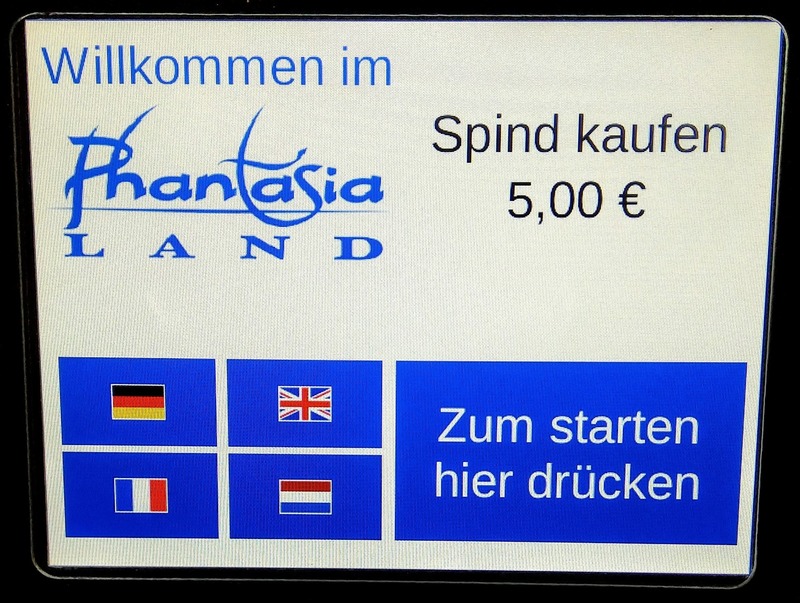 Willkommen im
Phantasia
LAND
Spind kaufen
5,00 €
Zum starten
hier drücken